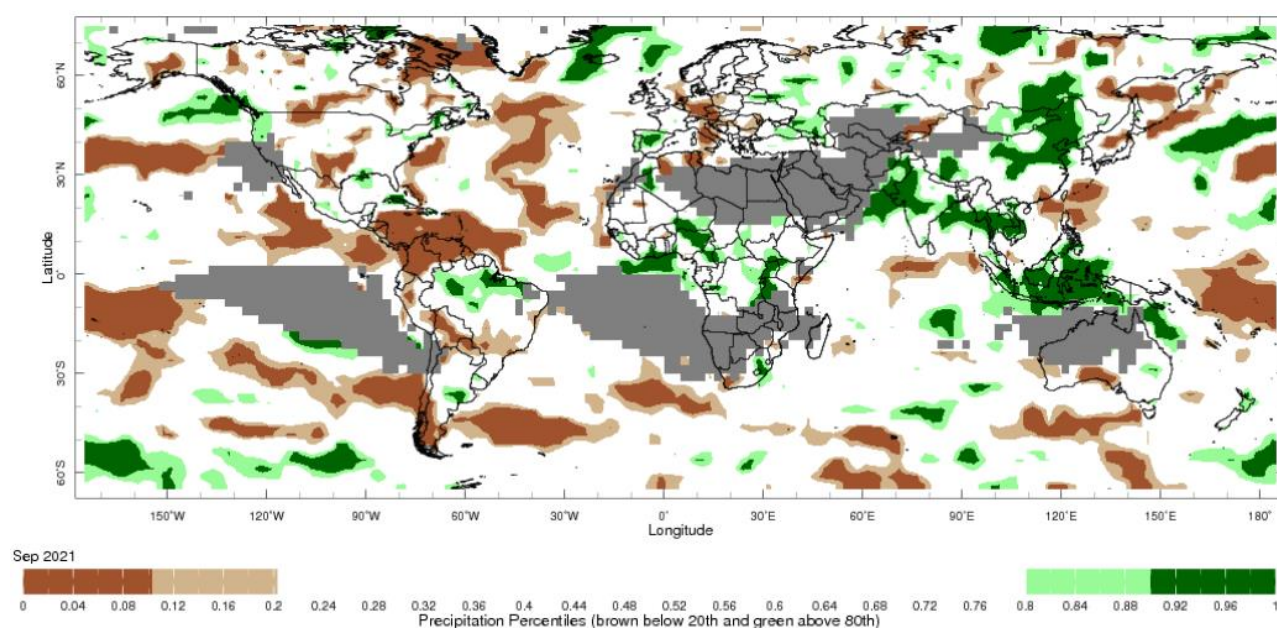 60°N
30°N
0°
30°S
60°S
Latitude
150°W 120°W 90°W 60°W 30°W 0° 30°E 60°E 90°E 120°E 150°E 180°
Longitude
Sep 2021
0 0.04 0.08 0.12 0.16 0.2 0.24 0.28 0.32 0.36 0.4 0.44 0.48 0.52 0.56 0.6 0.64 0.68 0.72 0.76 0.8 0.84 0.88 0.92 0.96 1
Precipitation Percentiles (brown below 20th and green above 80th)